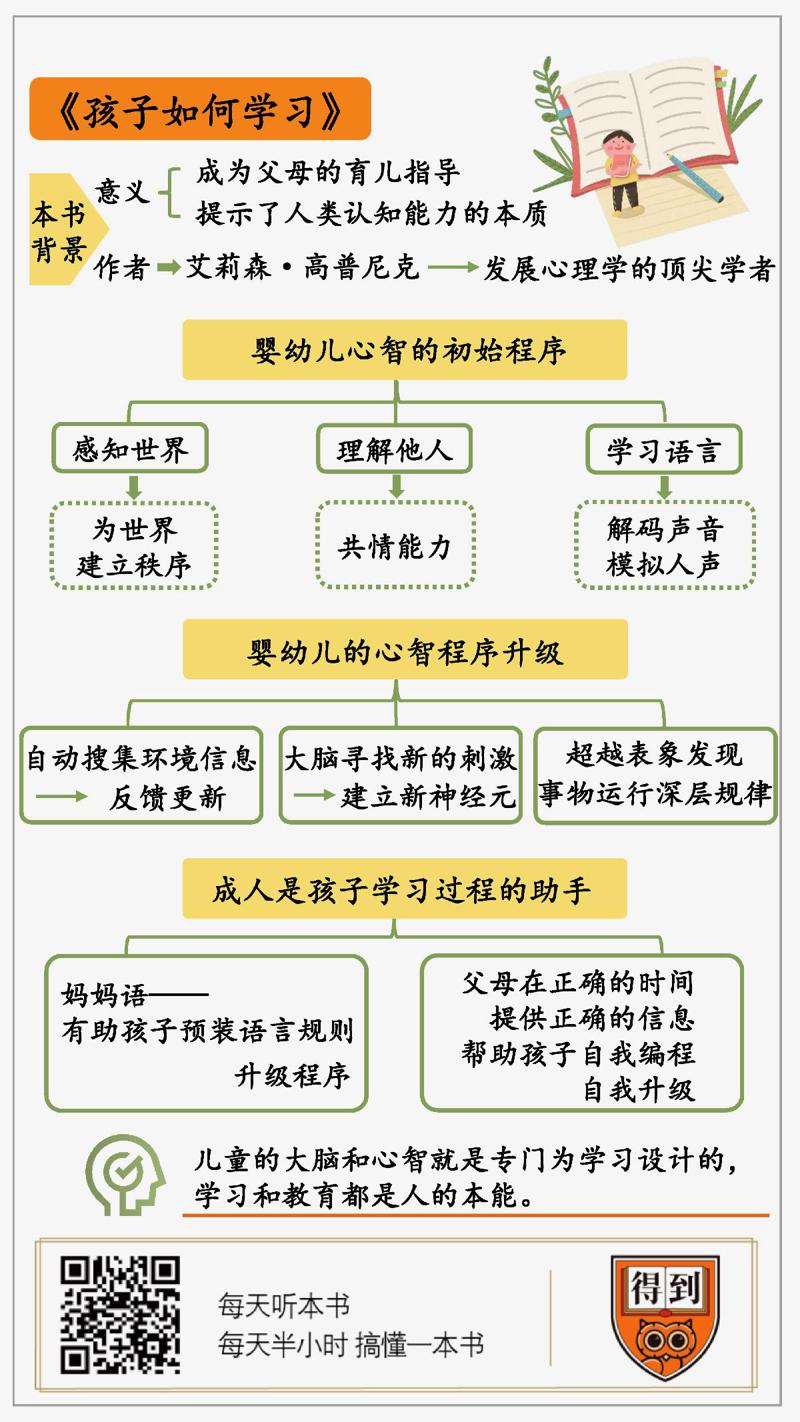 《孩子如何学习》
本书
背景
意义
成为父母的育儿指导
提示了人类认知能力的本质
作者
艾莉森·高普尼克
发展心理学的顶尖学者
婴幼儿心智的初始程序
感知世界
理解他人
学习语言
为世界
建立秩序
共情能力
解码声音
模拟人声
婴幼儿的心智程序升级
自动搜集环境信息
反馈更新
大脑寻找新的刺激
建立新神经元
超越表象发现
事物运行深层规律
成人是孩子学习过程的助手
妈妈语——
有助孩子预装语言规则
升级程序
父母在正确的时间
提供正确的信息
帮助孩子自我编程
自我升级
儿童的大脑和心智就是专门为学习设计的，
学习和教育都是人的本能。
每天听本书
每天半小时 搞懂一本书
得到